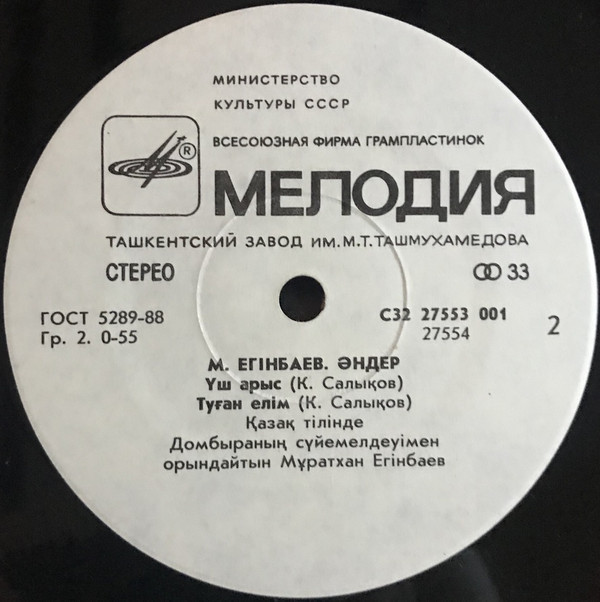 МИНИСТЕРСТВО
КУЛЬТУРЫ СССР
ВСЕСОЮЗНАЯ ФИРМА ГРАМПЛАСТИНОК
®
МЕЛОДИЯ
ТАШКЕНТСКИЙ ЗАВОД ИМ. М.Т.ТАШМУХАМЕДОВА
СТЕРЕО
33
ГОСТ 5289-88
Гр. 2. 0-55
С32 27553 001
27554
2
М. ЕГІНБАЕВ. ӘНДЕР
Үш арыс (К. Салықов)
Туған елім (К. Салықов)
Қазақ тілінде
Домбыраның сүйемелдеуімен
орындайтын Мұратхан Егінбаев